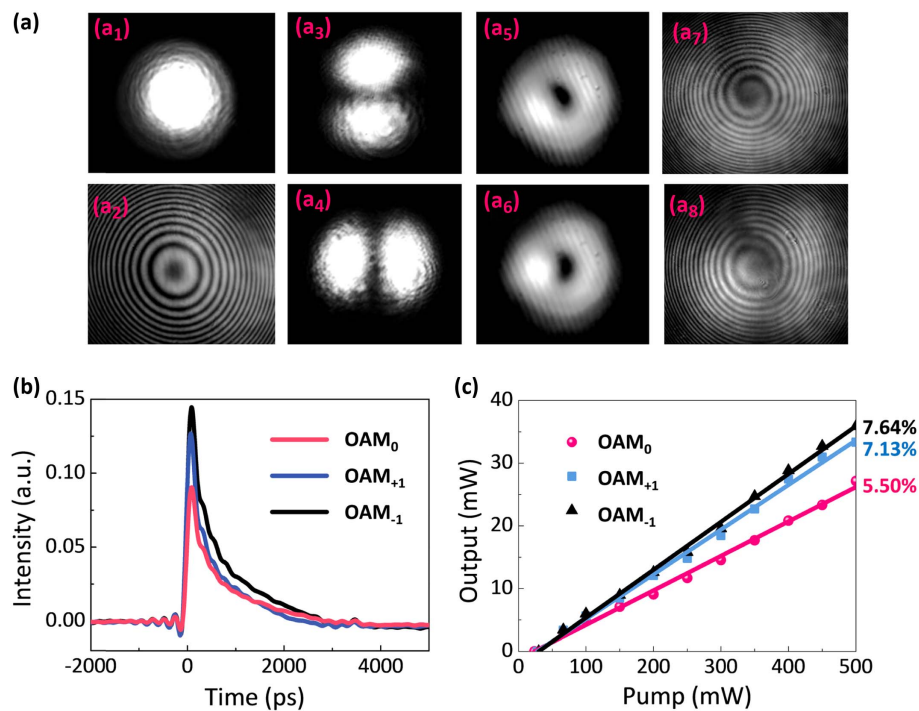 (a)
(a₁)
(a₃)
(a₅)
(a₇)
(a₂)
(a₄)
(a₆)
(a₈)
(b)
0.15
0.10
0.05
0.00
Intensity (a.u.)
OAM₀
OAM₊₁
OAM₋₁
-2000
0
2000
4000
Time (ps)
(c)
40
30
20
10
0
Output (mW)
OAM₀
OAM₊₁
OAM₋₁
7.64%
7.13%
5.50%
0
100
200
300
400
500
Pump (mW)